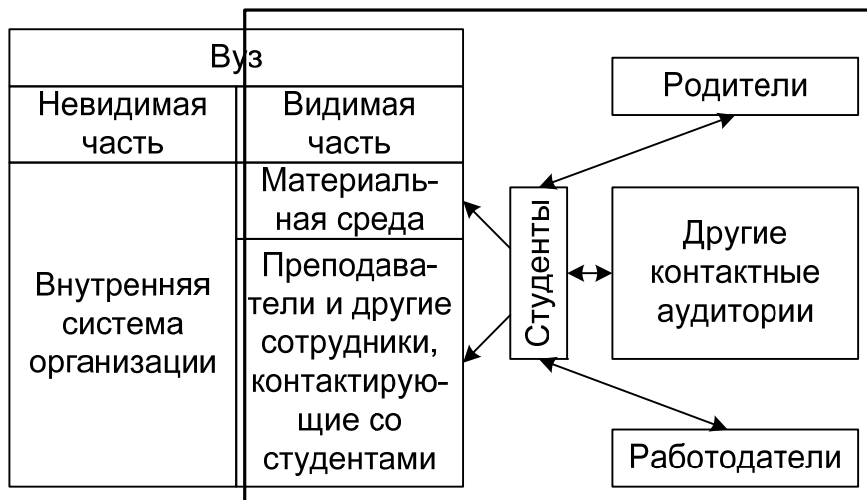 Вуз
Невидимая
часть
Видимая
часть
Материаль-
ная среда
Внутренняя
система
организации
Преподава-
тели и другие
сотрудники,
контактирую-
щие со
студентами
Студенты
Родители
Другие
контактные
аудитории
Работодатели